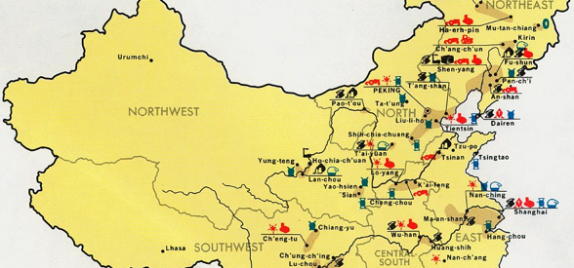 NORTHEAST
Mu-tan-chiang
Ha-erh-pin
Kirin
Ch'ang-ch'un
Urumchi
Fu-shun
Shen-yang
Pen-ch'i
PEKING
T'ang-shan
An-shan
Pao-t'ou
Ta-t'ung
NORTHWEST
NORTH
Liu-li-ho
Dairen
Tientsin
Shih-chia-chuang
T'ai-yuan
Tzu-po
Tsinan
Tsingtao
Yung-teng
Sho-chia-ch'uan
Lan-chou
Lo-yang
Yao-hsien
K'ai-feng
Sian
Cheng-chou
Nan-ching
Shanghai
Ma-an-shan
Ch'eng-tu
Chiang-yu
Wu-han
EAST
Hang-chou
Lhasa
SOUTHWEST
Huang-shih
CENTRAL-
SOUTH
Nan-ch'ang
Ch'ung-ch'ing
Lu-chou